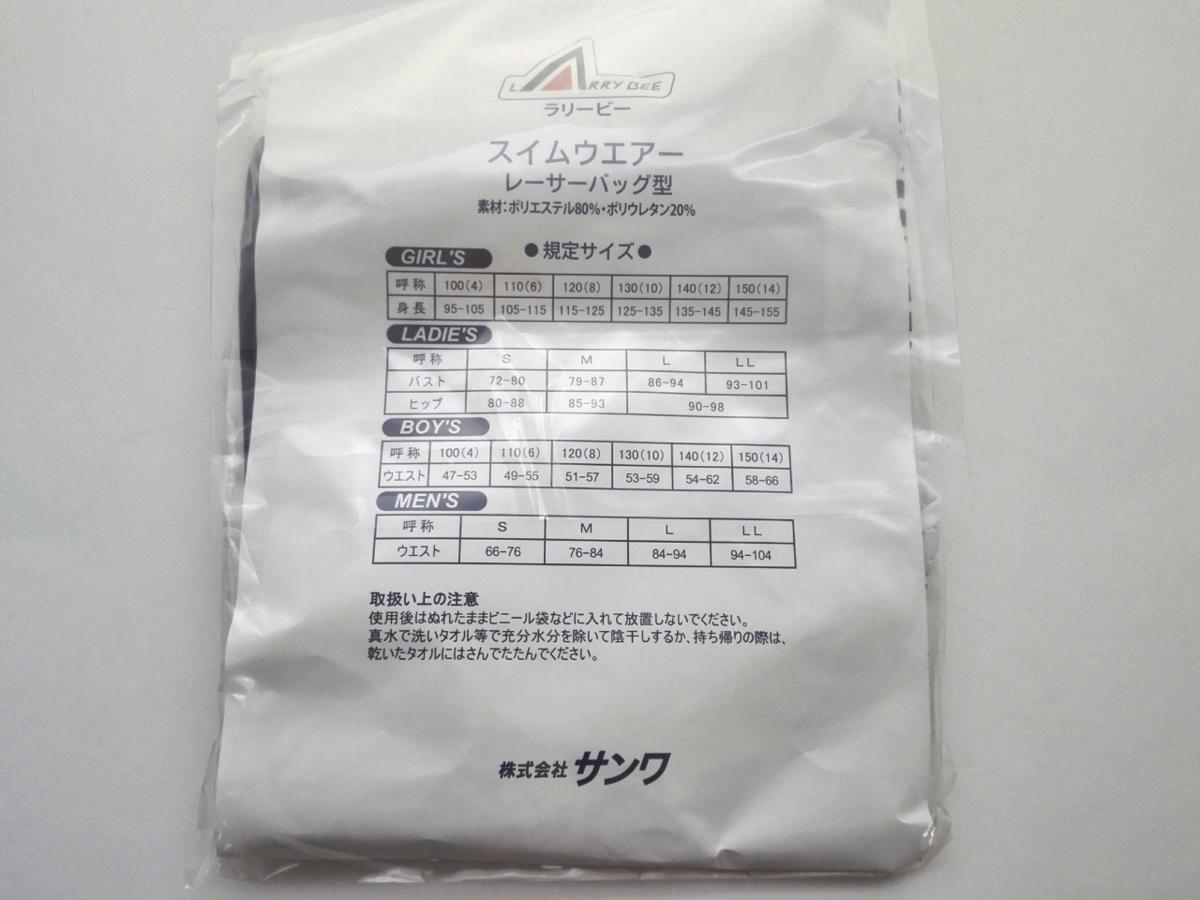 LARRY BEE
ラリービー
スイムウエアー
レーサーバッグ型
素材:ポリエステル80%・ポリウレタン20%
●規定サイズ●
GIRL'S
呼称 100(4) 110(6) 120(8) 130(10) 140(12) 150(14)
身長 95-105 105-115 115-125 125-135 135-145 145-155
LADIE'S
呼称 S M L LL
バスト 72-80 79-87 86-94 93-101
ヒップ 80-88 85-93 90-98
BOY'S
呼称 100(4) 110(6) 120(8) 130(10) 140(12) 150(14)
ウエスト 47-53 49-55 51-57 53-59 54-62 58-66
MEN'S
呼称 S M L LL
ウエスト 66-76 76-84 84-94 94-104
取扱い上の注意
使用後はぬれたままビニール袋などに入れて放置しないでください。
真水で洗いタオル等で充分水分を除いて陰干しするか、持ち帰りの際は、
乾いたタオルにはさんでたたんでください。
株式会社 サンワ